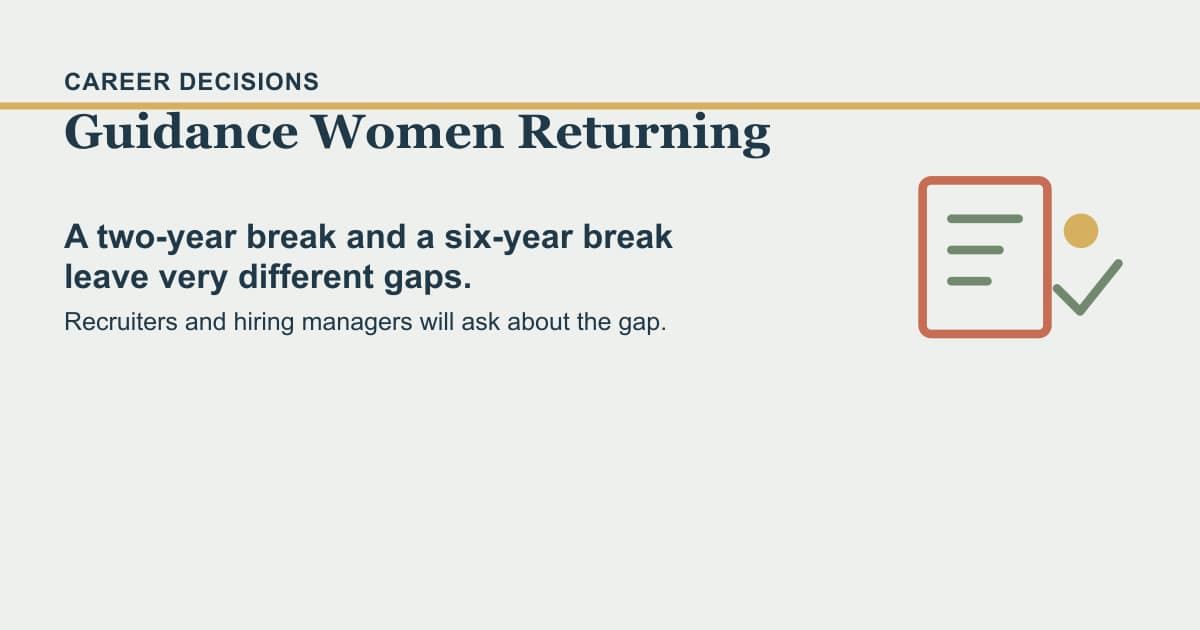 CAREER DECISIONS
Guidance Women Returning
A two-year break and a six-year break
leave very different gaps.
Recruiters and hiring managers will ask about the gap.